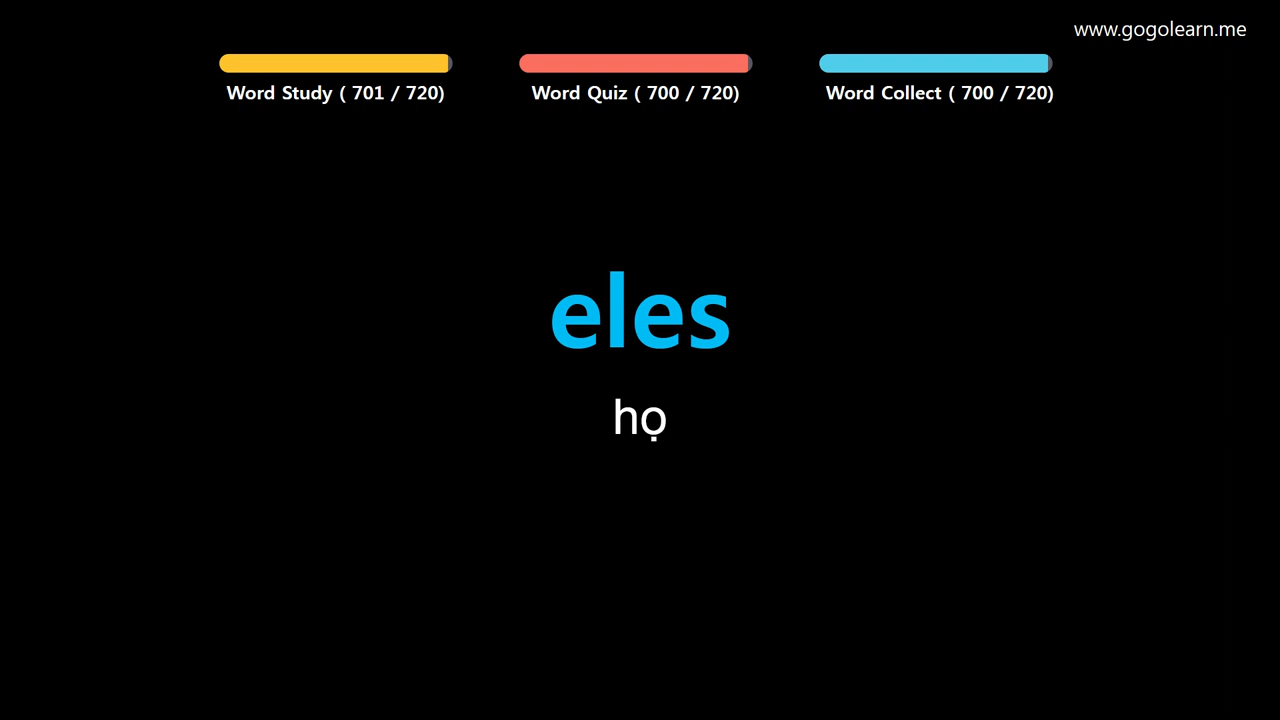 www.gogolearn.me
Word Study ( 701 / 720)
Word Quiz ( 700 / 720)
Word Collect ( 700 / 720)
eles
họ